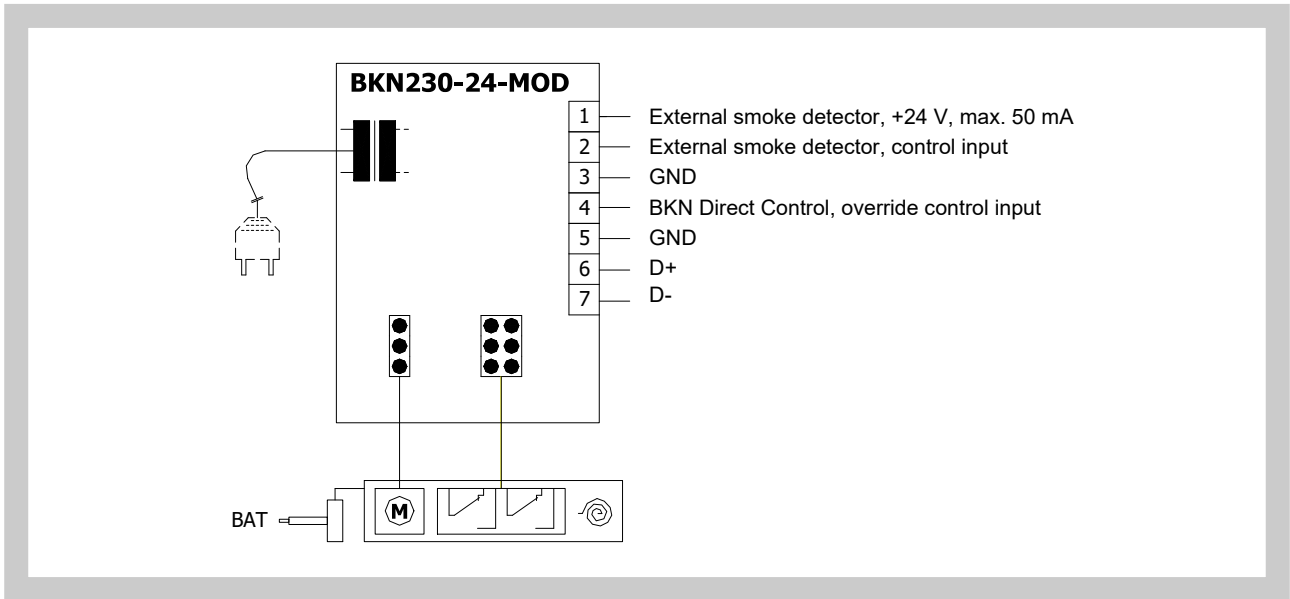 BKN230-24-MOD
1 External smoke detector, +24 V, max. 50 mA
2 External smoke detector, control input
3 GND
4 BKN Direct Control, override control input
5 GND
6 D+
7 D-
BAT
M